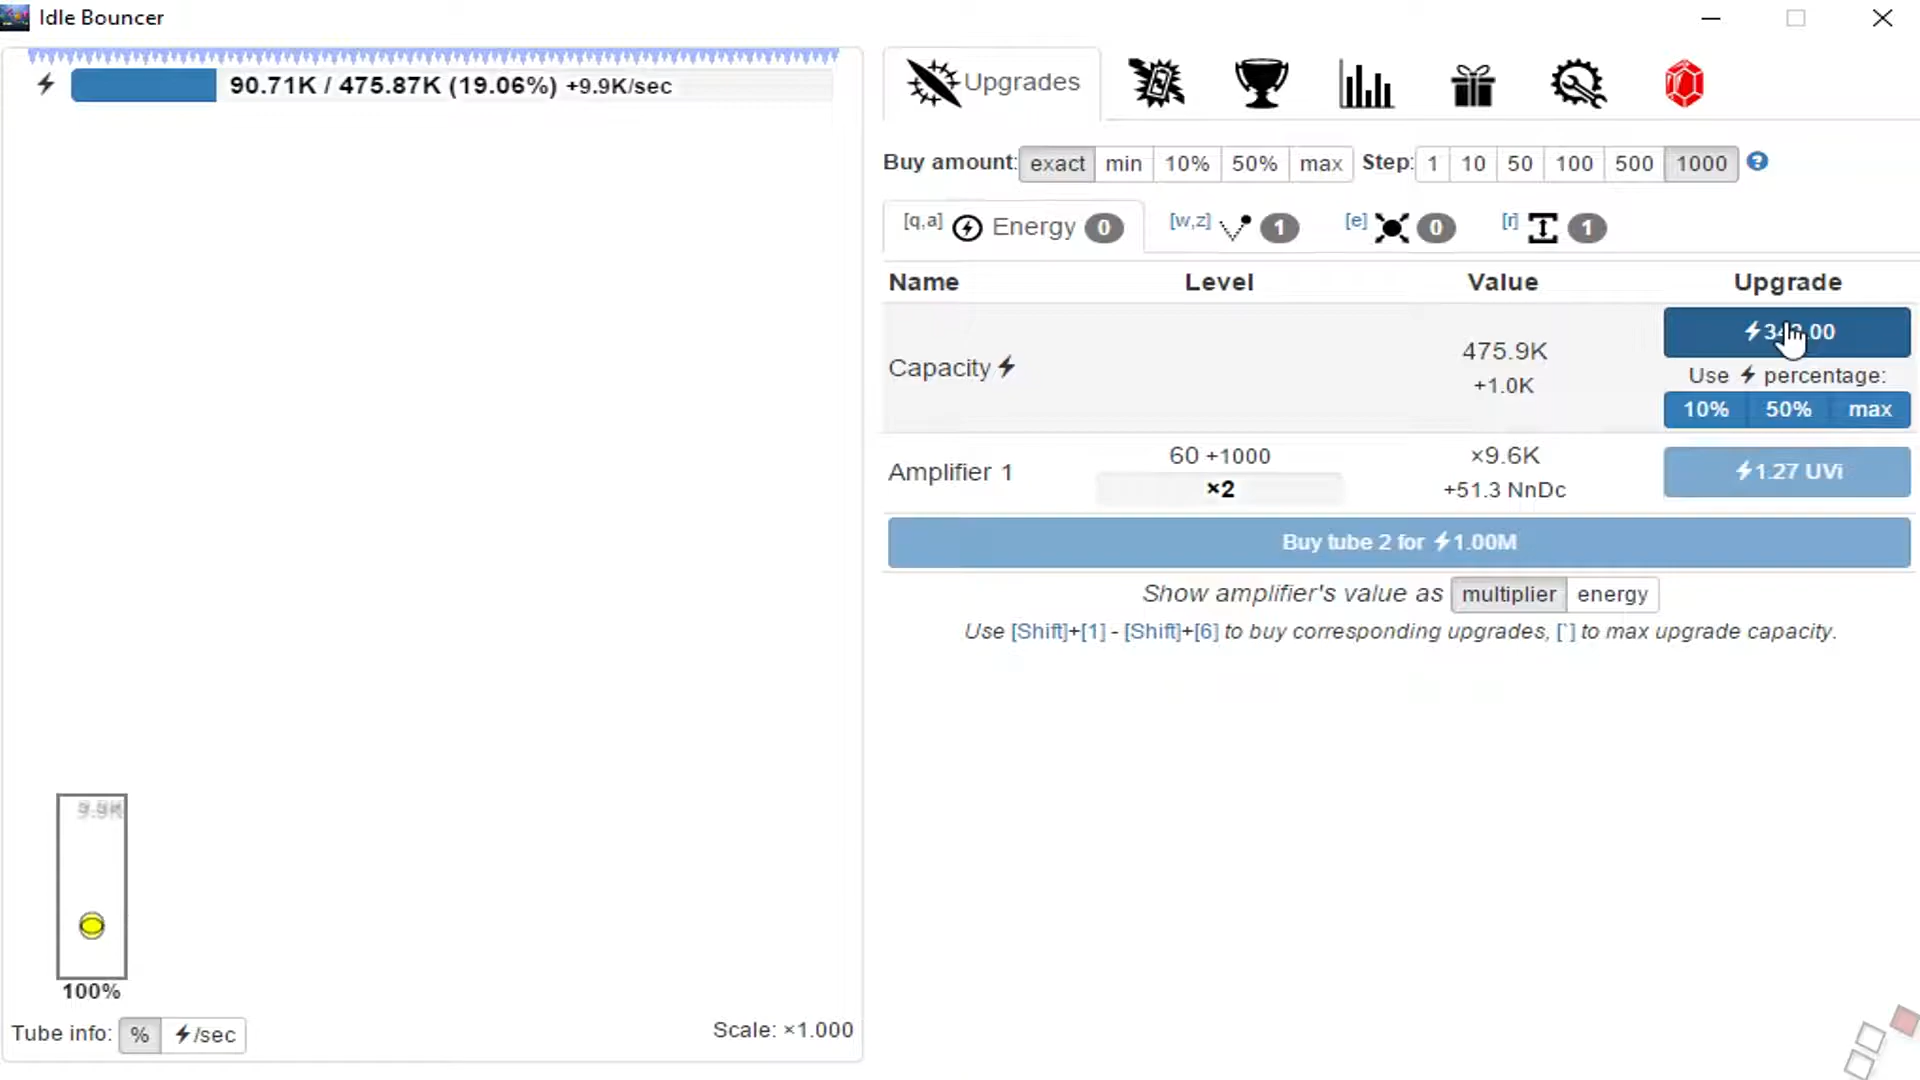 Idle Bouncer
90.71K / 475.87K (19.06%) +9.9K/sec
Upgrades
Buy amount: exact min 10% 50% max Step: 1 10 50 100 500 1000 ?
[q,a] Energy 0 [w,z] 1 [e] 0 [r] 1
Name Level Value Upgrade
Capacity
475.9K
+1.0K
Use percentage:
10% 50% max
Amplifier 1
60 +1000
×2
×9.6K
+51.3 NnDc
1.27 UVi
Buy tube 2 for 1.00M
Show amplifier's value as multiplier energy
Use [Shift]+[1] - [Shift]+[6] to buy corresponding upgrades, [`] to max upgrade capacity.
9.9K
100%
Tube info: % /sec
Scale: ×1.000